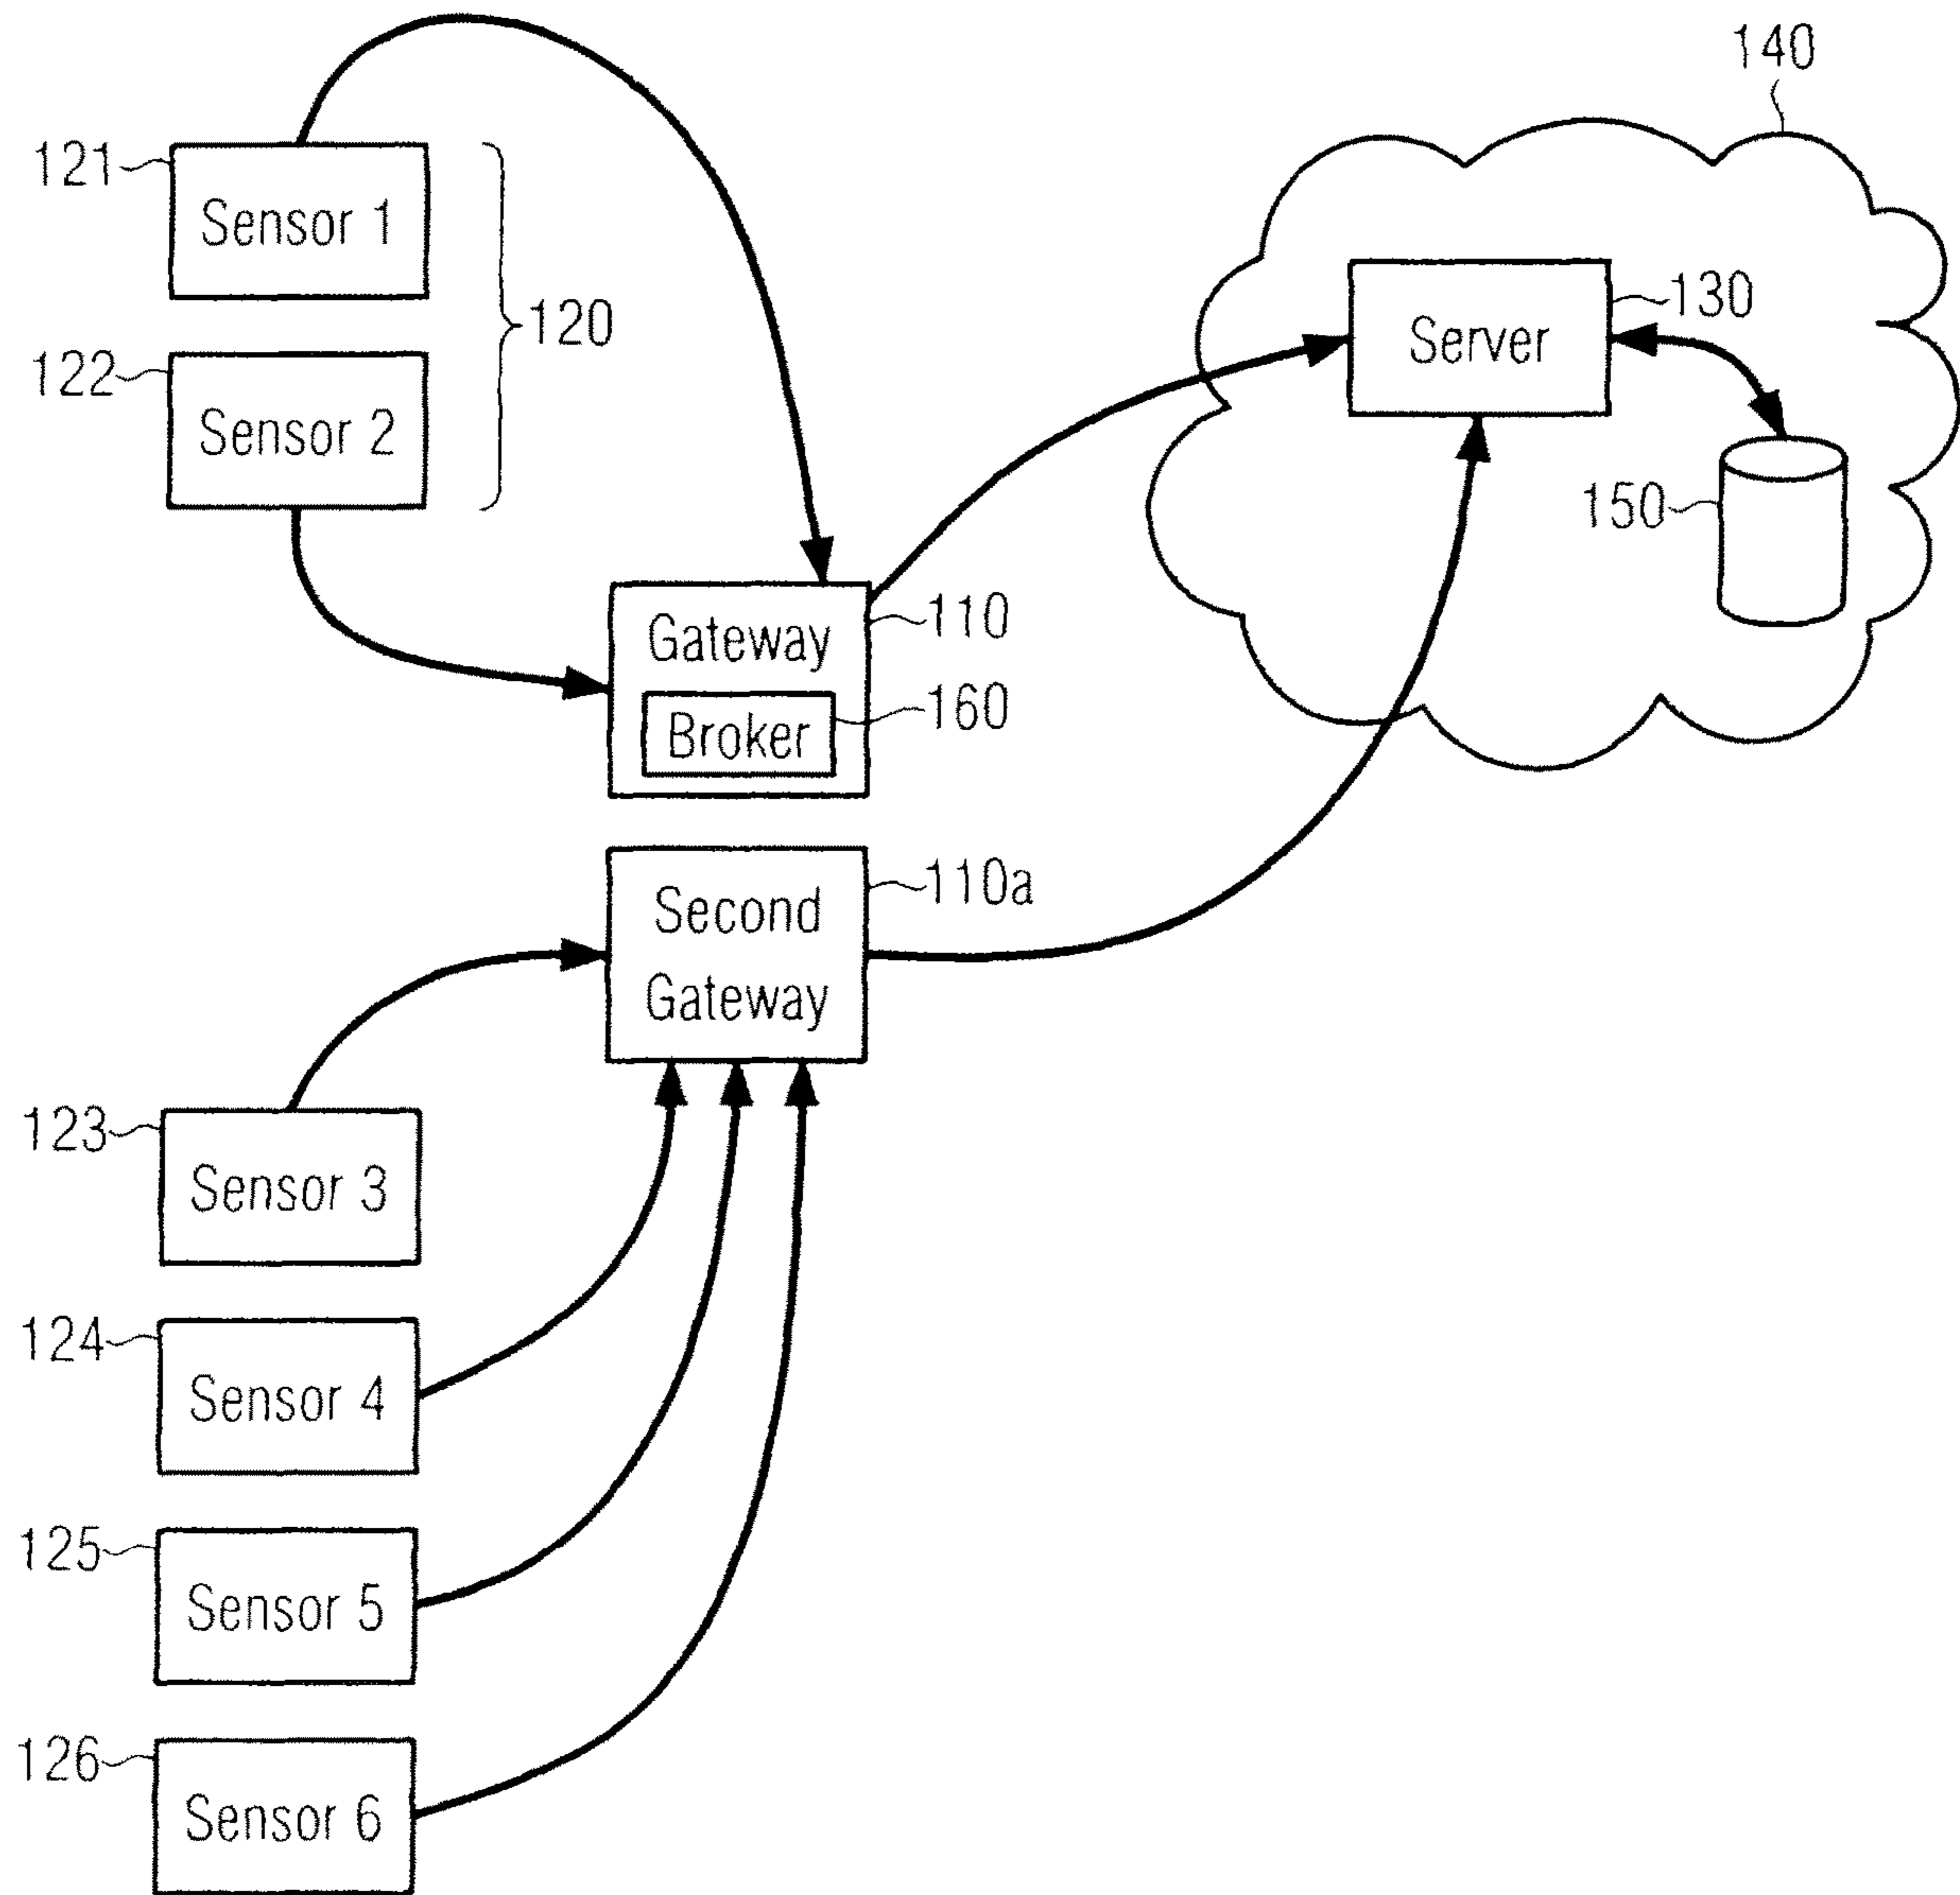 140
121
Sensor 1
120
122
Sensor 2
130
Server
150
Gateway
110
Broker
160
Second
Gateway
110a
123
Sensor 3
124
Sensor 4
125
Sensor 5
126
Sensor 6